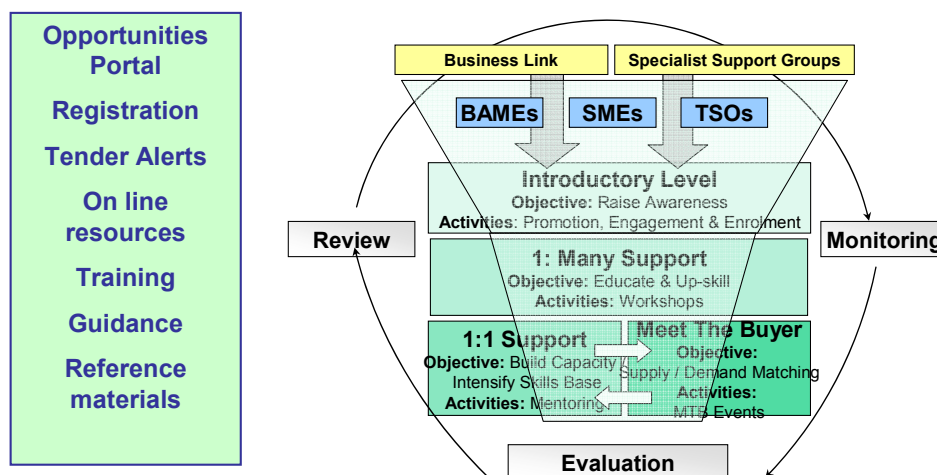 Opportunities
Portal
Registration
Tender Alerts
On line
resources
Training
Guidance
Reference
materials
Business Link
Specialist Support Groups
BAMEs
SMEs
TSOs
Introductory Level
Objective: Raise Awareness
Activities: Promotion, Engagement & Enrolment
Review
Monitoring
1: Many Support
Objective: Educate & Up-skill
Activities: Workshops
1:1 Support
Objective: Build Capacity /
Intensify Skills Base
Activities: Mentoring
Meet The Buyer
Objective:
Supply / Demand Matching
Activities:
MTB Events
Evaluation